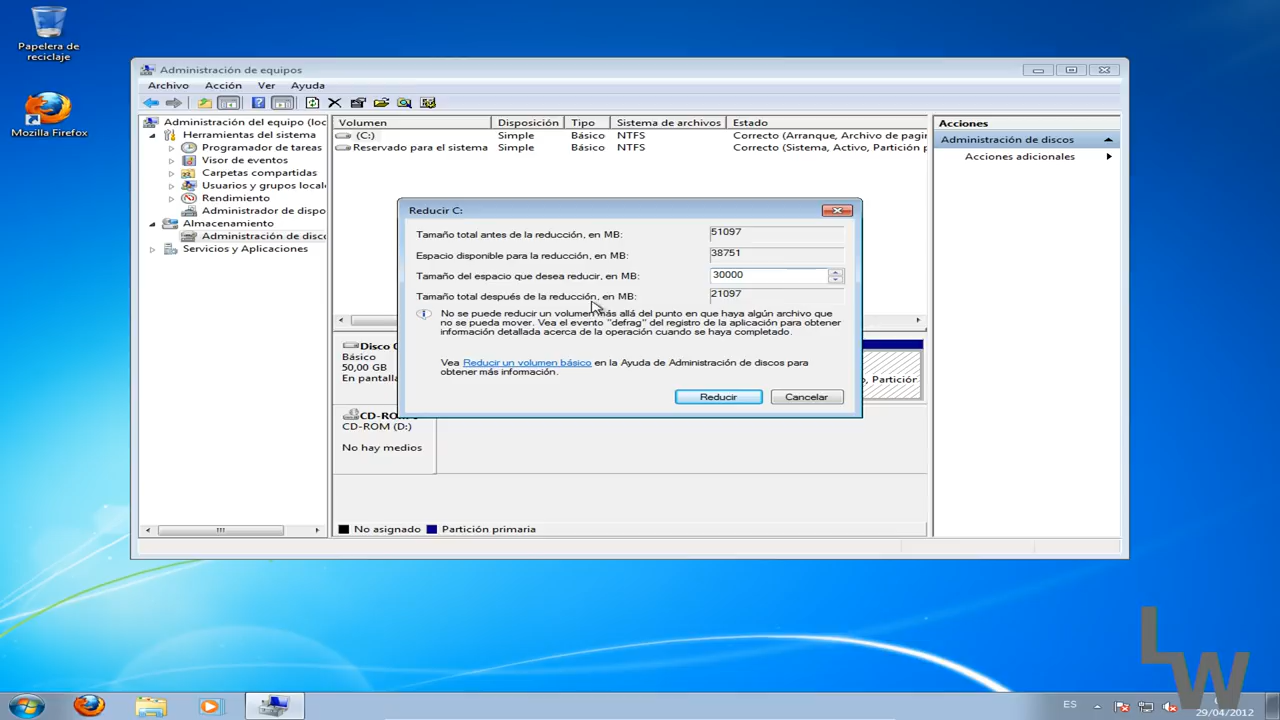 Papelera de
reciclaje
Mozilla Firefox
Administración de equipos
Archivo Acción Ver Ayuda
Administración del equipo (loc
Herramientas del sistema
Programador de tareas
Visor de eventos
Carpetas compartidas
Usuarios y grupos locale
Rendimiento
Administrador de dispo
Almacenamiento
Administración de disco
Servicios y Aplicaciones
Volumen Disposición Tipo Sistema de archivos Estado
(C:) Simple Básico NTFS Correcto (Arranque, Archivo de pagin
Reservado para el sistema Simple Básico NTFS Correcto (Sistema, Activo, Partición p
Acciones
Administración de discos
Acciones adicionales
Reducir C:
Tamaño total antes de la reducción, en MB: 51097
Espacio disponible para la reducción, en MB: 38751
Tamaño del espacio que desea reducir, en MB: 30000
Tamaño total después de la reducción, en MB: 21097
No se puede reducir un volumen más allá del punto en que haya algún archivo que
no se pueda mover. Vea el evento "defrag" del registro de la aplicación para obtener
información detallada acerca de la operación cuando se haya completado.
Vea Reducir un volumen básico en la Ayuda de Administración de discos para
obtener más información.
Reducir Cancelar
Disco
Básico
50,00 GB
En pantalla
o, Partición
CD-ROM
CD-ROM (D:)
No hay medios
No asignado Partición primaria
LW
ES
29/04/2012